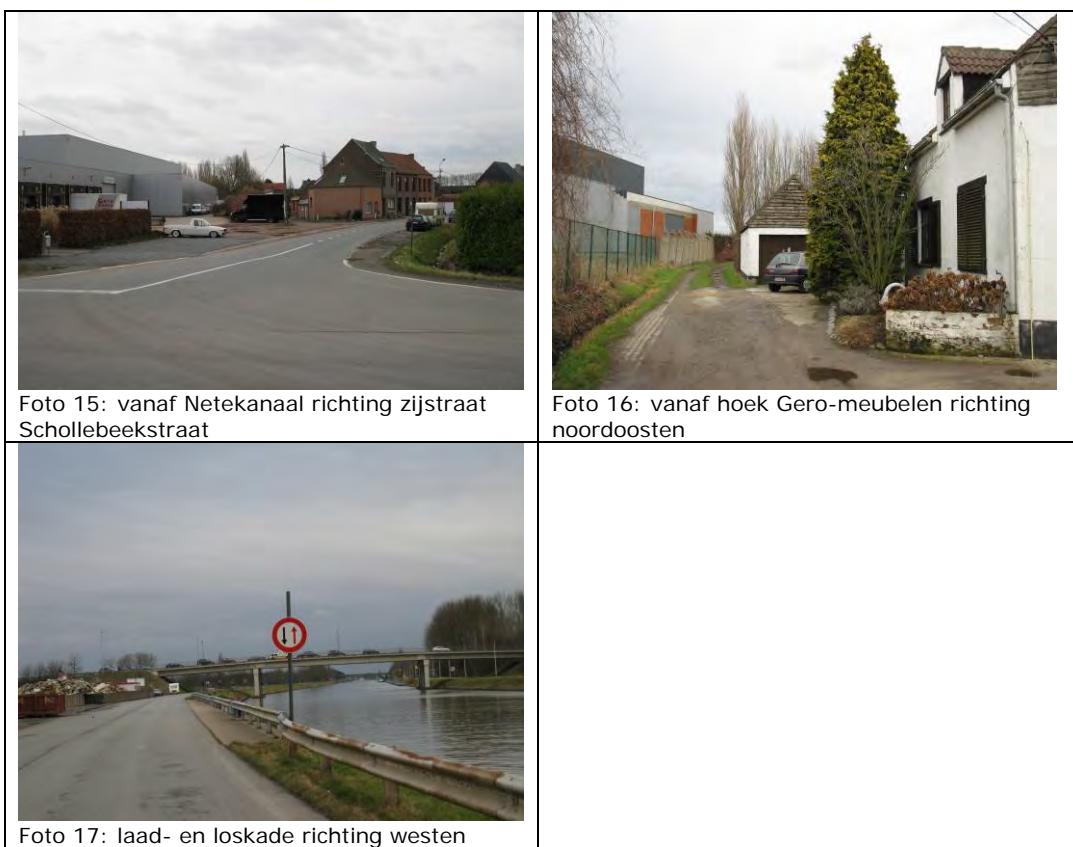 Foto 15: vanaf Netekanaal richting zijstraat
Schollebeekstraat
Foto 16: vanaf hoek Gero-meubelen richting
noordoosten
Foto 17: laad- en loskade richting westen